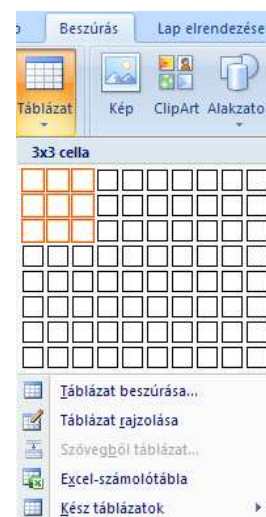 Beszúrás Lap elrendezése
Táblázat Kép ClipArt Alakzato
3x3 cella
Táblázat beszúrása...
Táblázat rajzolása
Szövegből táblázat...
Excel-számolótábla
Kész táblázatok